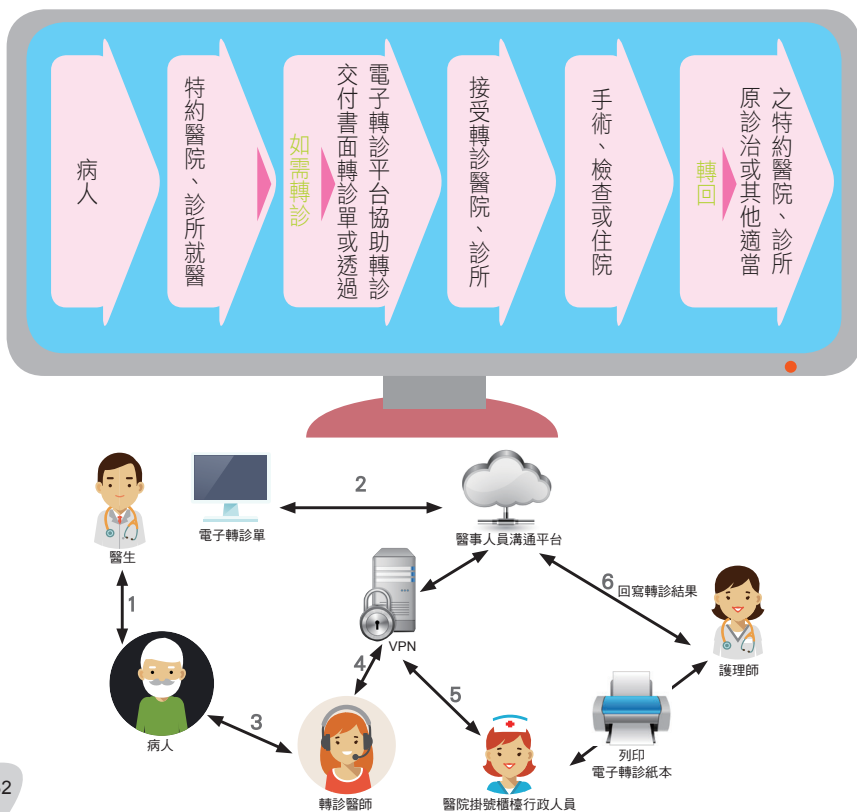 病人
特約醫院、診所就醫
如需轉診
交付書面轉診單或透過
電子轉診平台協助轉診
接受轉診醫院、診所
手術、檢查或住院
轉回
原診治或其他適當
之特約醫院、診所
醫生
電子轉診單
2
醫事人員溝通平台
1
VPN
6 回寫轉診結果
護理師
病人
3
4
5
轉診醫師
醫院掛號櫃檯行政人員
列印
電子轉診紙本